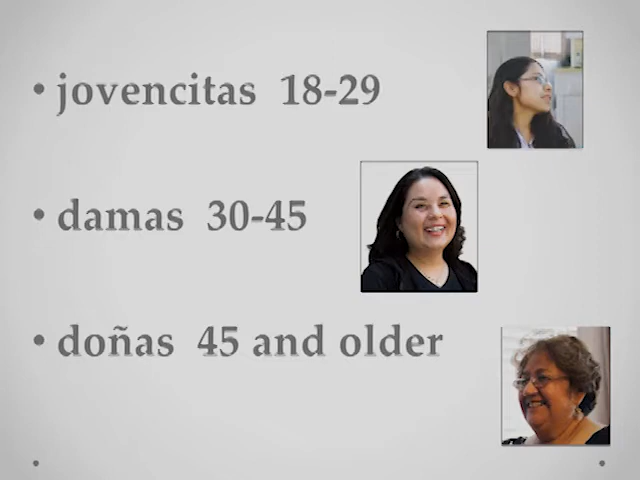 • jovencitas 18-29
• damas 30-45
• doñas 45 and older